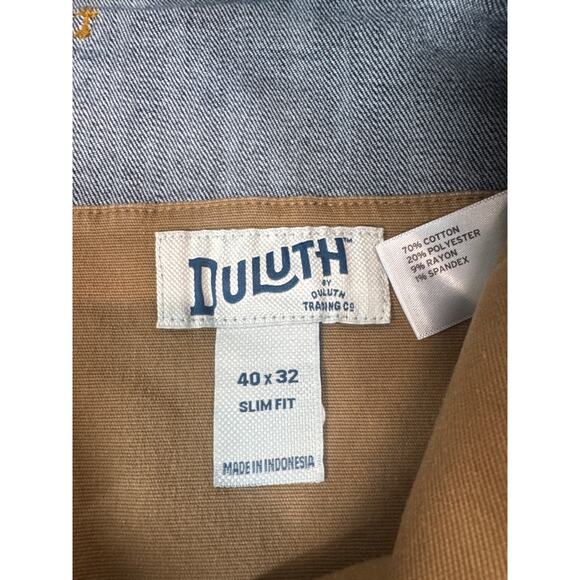 DULUTH™
BY
DULUTH
TRADING Cº
40 x 32
SLIM FIT
MADE IN INDONESIA
70% COTTON
20% POLYESTER
9% RAYON
1% SPANDEX